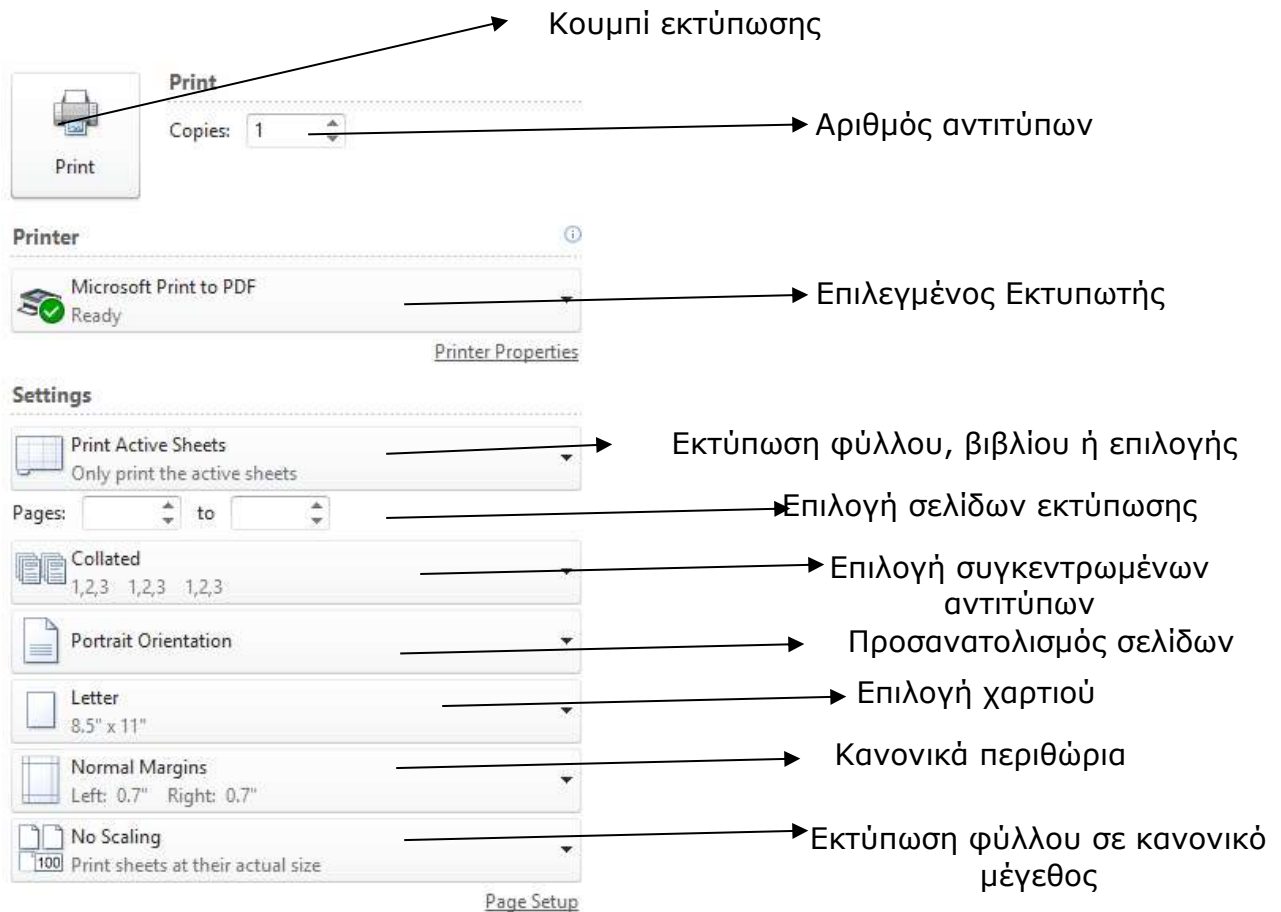 Κουμπί εκτύπωσης
Print
Copies: 1
Αριθμός αντιτύπων
Print
Printer
Microsoft Print to PDF
Ready
Επιλεγμένος Εκτυπωτής
Printer Properties
Settings
Print Active Sheets
Only print the active sheets
Εκτύπωση φύλλου, βιβλίου ή επιλογής
Pages: to
Επιλογή σελίδων εκτύπωσης
Collated
1,2,3 1,2,3 1,2,3
Επιλογή συγκεντρωμένων
αντιτύπων
Portrait Orientation
Προσανατολισμός σελίδων
Letter
8.5" x 11"
Επιλογή χαρτιού
Normal Margins
Left: 0.7" Right: 0.7"
Κανονικά περιθώρια
No Scaling
100 Print sheets at their actual size
Εκτύπωση φύλλου σε κανονικό
μέγεθος
Page Setup